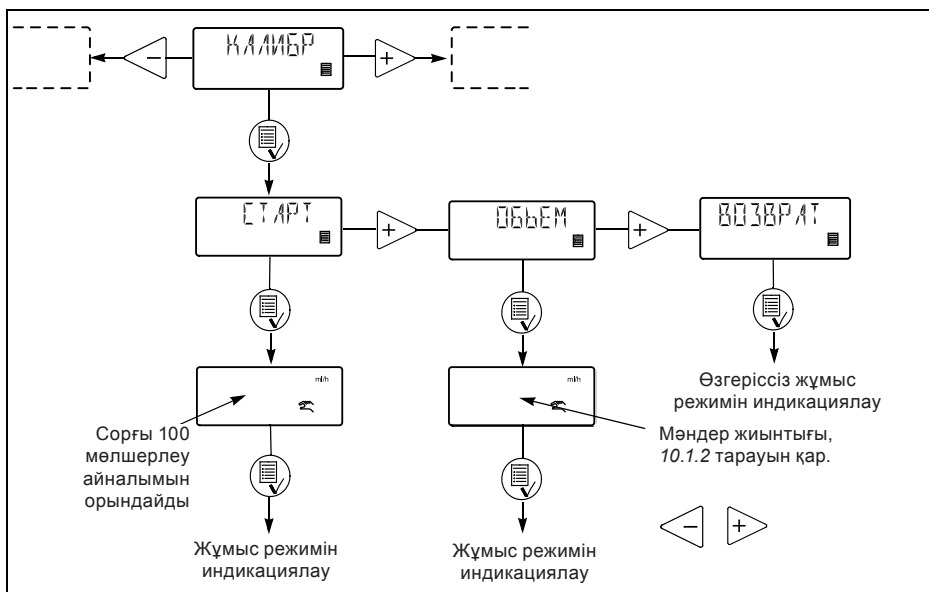 КАЛИБР
-
+
СТАРТ
+
ОБЬЕМ
+
ВОЗВРАТ
ml/h
ml/h
Өзгеріссіз жұмыс
режимін индикациялау
Сорғы 100
мөлшерлеу
айналымын
орындайды
Мәндер жиынтығы,
10.1.2 тарауын қар.
-
+
Жұмыс режимін
индикациялау
Жұмыс режимін
индикациялау